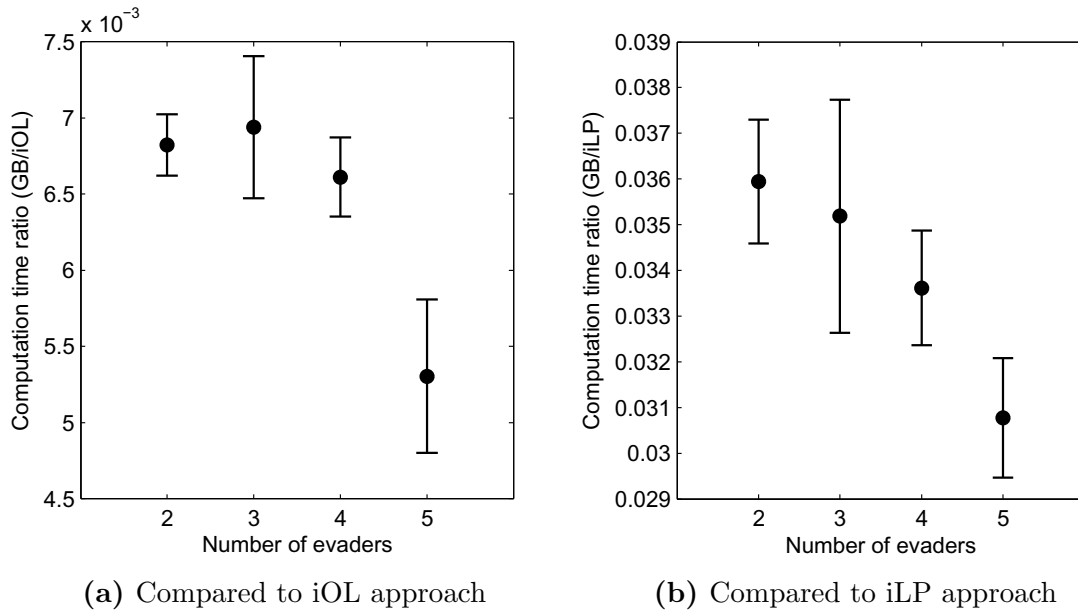 x 10⁻³
7.5
7
6.5
6
5.5
5
4.5
Computation time ratio (GB/iOL)
2 3 4 5
Number of evaders
(a) Compared to iOL approach
0.039
0.038
0.037
0.036
0.035
0.034
0.033
0.032
0.031
0.03
0.029
Computation time ratio (GB/iLP)
2 3 4 5
Number of evaders
(b) Compared to iLP approach